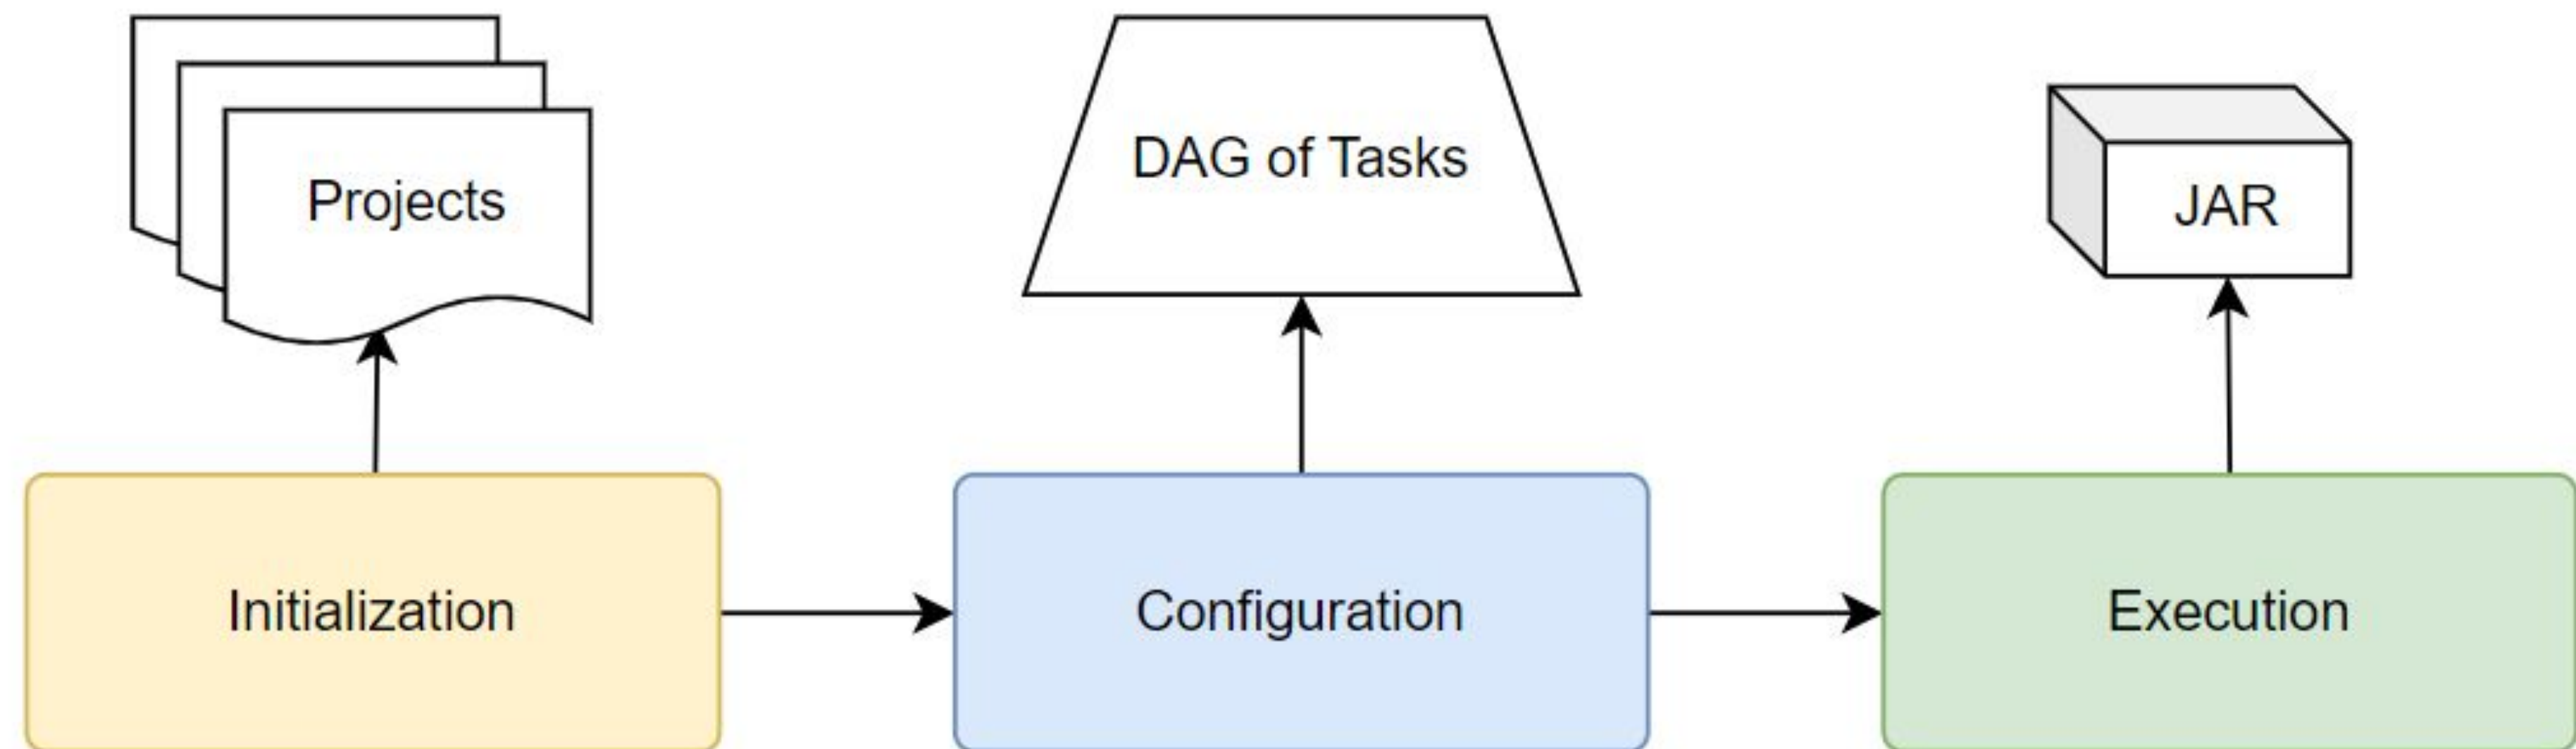 Projects
DAG of Tasks
JAR
Initialization
Configuration
Execution